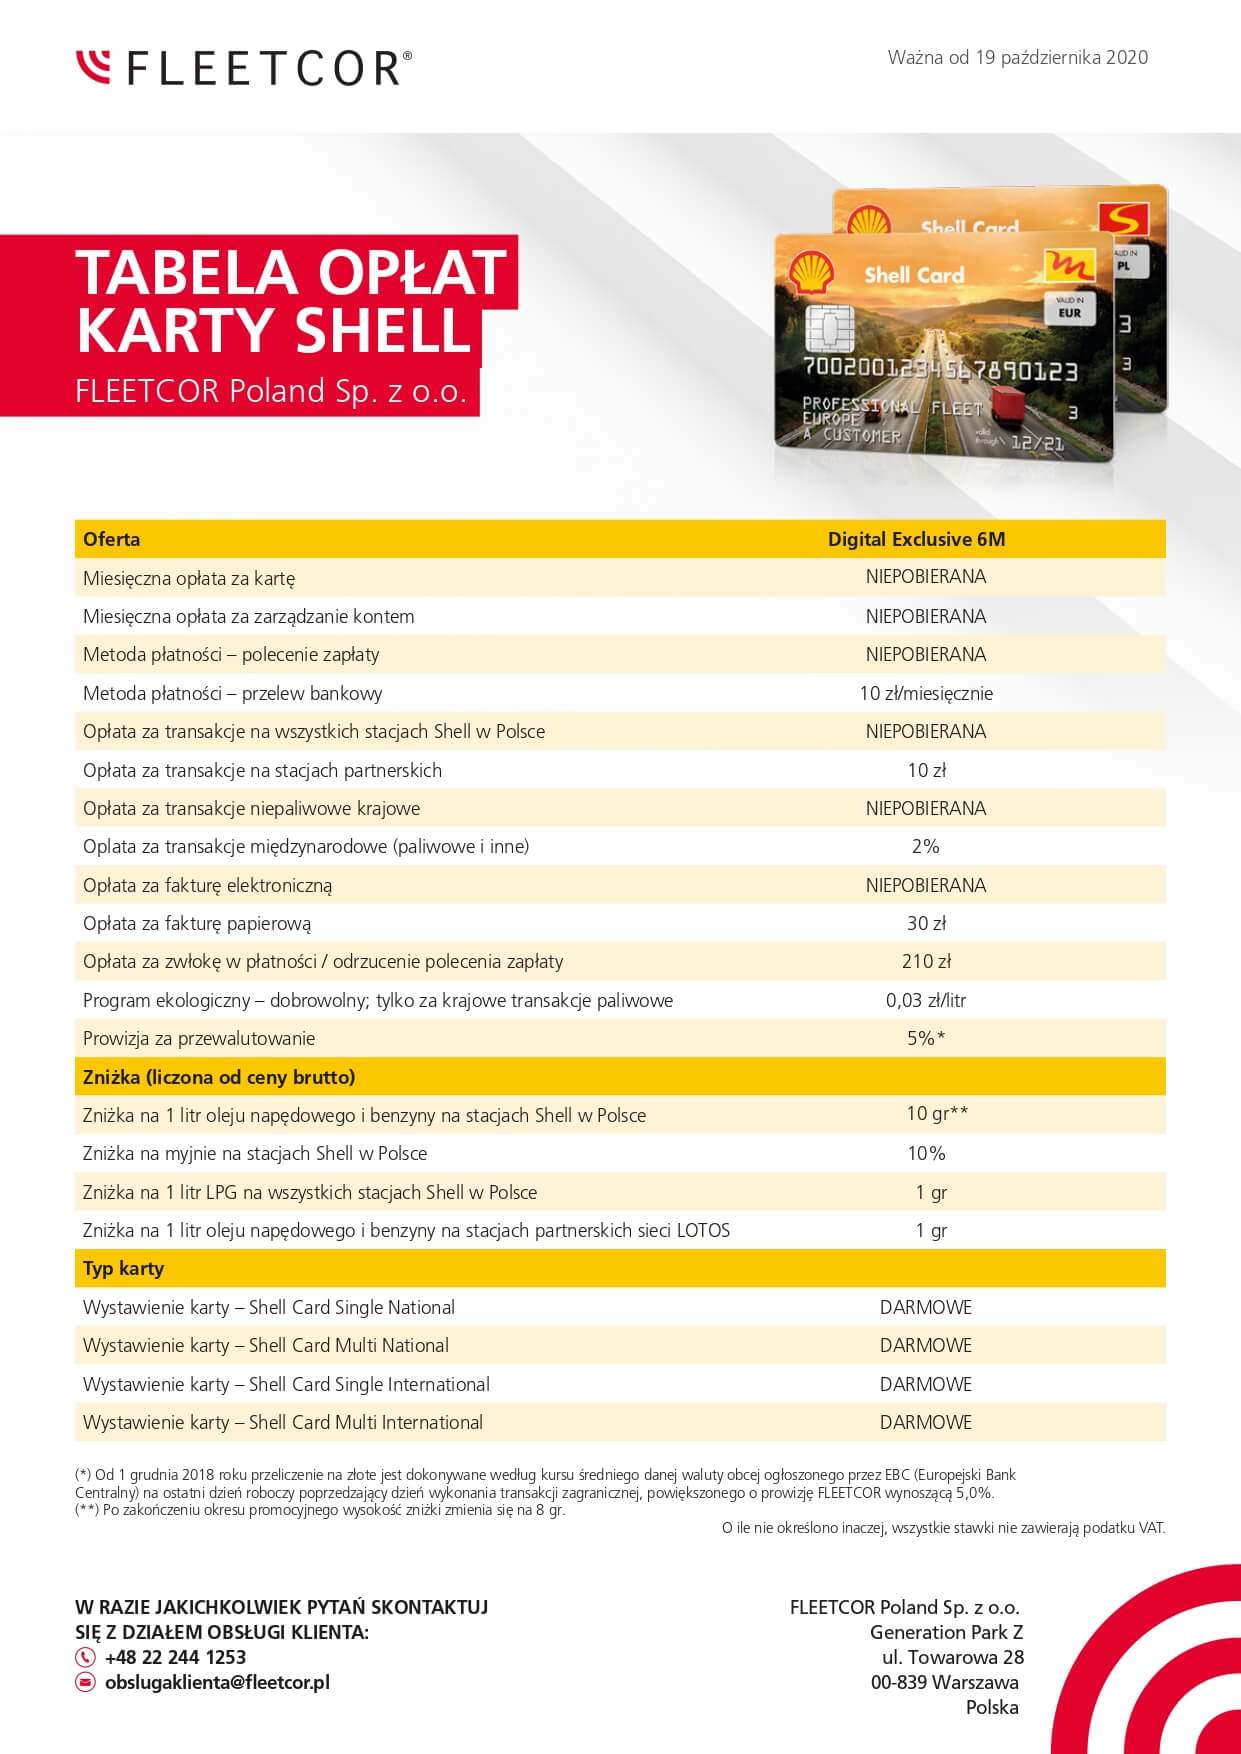 FLEETCOR®
Ważna od 19 października 2020
TABELA OPŁAT
KARTY SHELL
FLEETCOR Poland Sp. z o.o.
Shell Card
VALID IN
PL
3
3
Shell Card
VALID IN
EUR
7002001234567890123
PROFESSIONAL FLEET
EUROPE
3
A CUSTOMER
valid
through\ 12/21
Oferta Digital Exclusive 6M
Miesięczna opłata za kartę NIEPOBIERANA
Miesięczna opłata za zarządzanie kontem NIEPOBIERANA
Metoda płatności – polecenie zapłaty NIEPOBIERANA
Metoda płatności – przelew bankowy 10 zł/miesięcznie
Opłata za transakcje na wszystkich stacjach Shell w Polsce NIEPOBIERANA
Opłata za transakcje na stacjach partnerskich 10 zł
Opłata za transakcje niepaliwowe krajowe NIEPOBIERANA
Oplata za transakcje międzynarodowe (paliwowe i inne) 2%
Opłata za fakturę elektroniczną NIEPOBIERANA
Opłata za fakturę papierową 30 zł
Opłata za zwłokę w płatności / odrzucenie polecenia zapłaty 210 zł
Program ekologiczny – dobrowolny; tylko za krajowe transakcje paliwowe 0,03 zł/litr
Prowizja za przewalutowanie 5%*
Zniżka (liczona od ceny brutto)
Zniżka na 1 litr oleju napędowego i benzyny na stacjach Shell w Polsce 10 gr**
Zniżka na myjnie na stacjach Shell w Polsce 10%
Zniżka na 1 litr LPG na wszystkich stacjach Shell w Polsce 1 gr
Zniżka na 1 litr oleju napędowego i benzyny na stacjach partnerskich sieci LOTOS 1 gr
Typ karty
Wystawienie karty – Shell Card Single National DARMOWE
Wystawienie karty – Shell Card Multi National DARMOWE
Wystawienie karty – Shell Card Single International DARMOWE
Wystawienie karty – Shell Card Multi International DARMOWE
(*) Od 1 grudnia 2018 roku przeliczenie na złote jest dokonywane według kursu średniego danej waluty obcej ogłoszonego przez EBC (Europejski Bank
Centralny) na ostatni dzień roboczy poprzedzający dzień wykonania transakcji zagranicznej, powiększonego o prowizję FLEETCOR wynoszącą 5,0%.
(**) Po zakończeniu okresu promocyjnego wysokość zniżki zmienia się na 8 gr.
O ile nie określono inaczej, wszystkie stawki nie zawierają podatku VAT.
W RAZIE JAKICHKOLWIEK PYTAŃ SKONTAKTUJ
SIĘ Z DZIAŁEM OBSŁUGI KLIENTA:
+48 22 244 1253
obslugaklienta@fleetcor.pl
FLEETCOR Poland Sp. z o.o.
Generation Park Z
ul. Towarowa 28
00-839 Warszawa
Polska